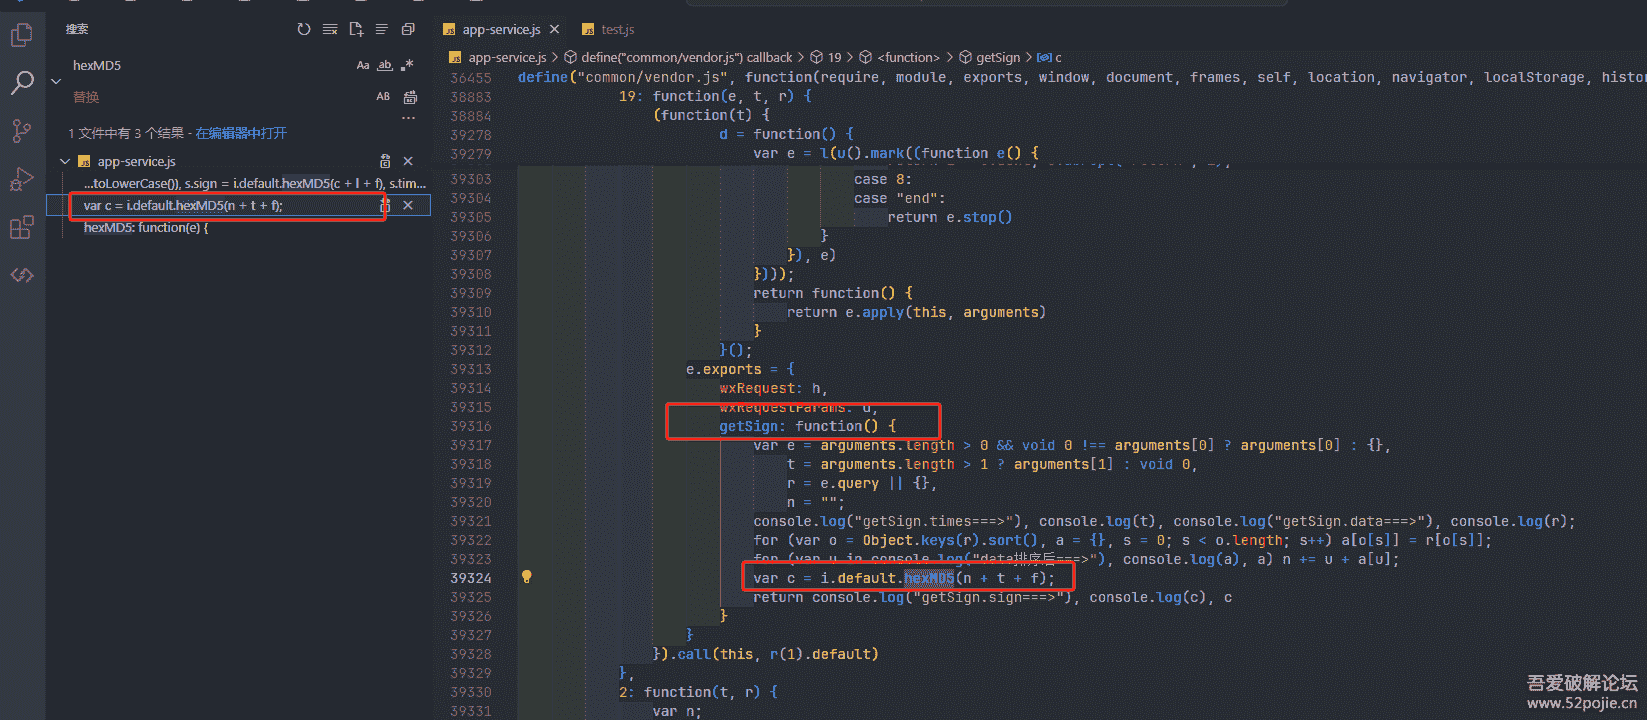 搜索
hexMD5
Aa ab .*
替换
AB
1 文件中有 3 个结果 - 在编辑器中打开
JS app-service.js
...toLowerCase()), s.sign = i.default.hexMD5(c + l + f), s.tim...
var c = i.default.hexMD5(n + t + f);
hexMD5: function(e) {
JS app-service.js JS test.js
JS app-service.js > define("common/vendor.js") callback > 19 > <function> > getSign > c
36455 define("common/vendor.js", function(require, module, exports, window, document, frames, self, location, navigator, localStorage, histor
38883 19: function(e, t, r) {
38884 (function(t) {
39278 d = function() {
39279 var e = l(u().mark((function e() {
39303 case 8:
39304 case "end":
39305 return e.stop()
39306 }
39307 }), e)
39308 })));
39309 return function() {
39310 return e.apply(this, arguments)
39311 }
39312 }();
39313 e.exports = {
39314 wxRequest: h,
39315 wxRequestParams: d,
39316 getSign: function() {
39317 var e = arguments.length > 0 && void 0 !== arguments[0] ? arguments[0] : {},
39318 t = arguments.length > 1 ? arguments[1] : void 0,
39319 r = e.query || {},
39320 n = "";
39321 console.log("getSign.times===>"), console.log(t), console.log("getSign.data===>"), console.log(r);
39322 for (var o = Object.keys(r).sort(), a = {}, s = 0; s < o.length; s++) a[o[s]] = r[o[s]];
39323 for (var u in console.log("data排序后===>"), console.log(a), a) n += u + a[u];
39324 var c = i.default.hexMD5(n + t + f);
39325 return console.log("getSign.sign===>"), console.log(c), c
39326 }
39327 }
39328 }).call(this, r(1).default)
39329 },
39330 2: function(t, r) {
39331 var n;
吾爱破解论坛
www.52pojie.cn